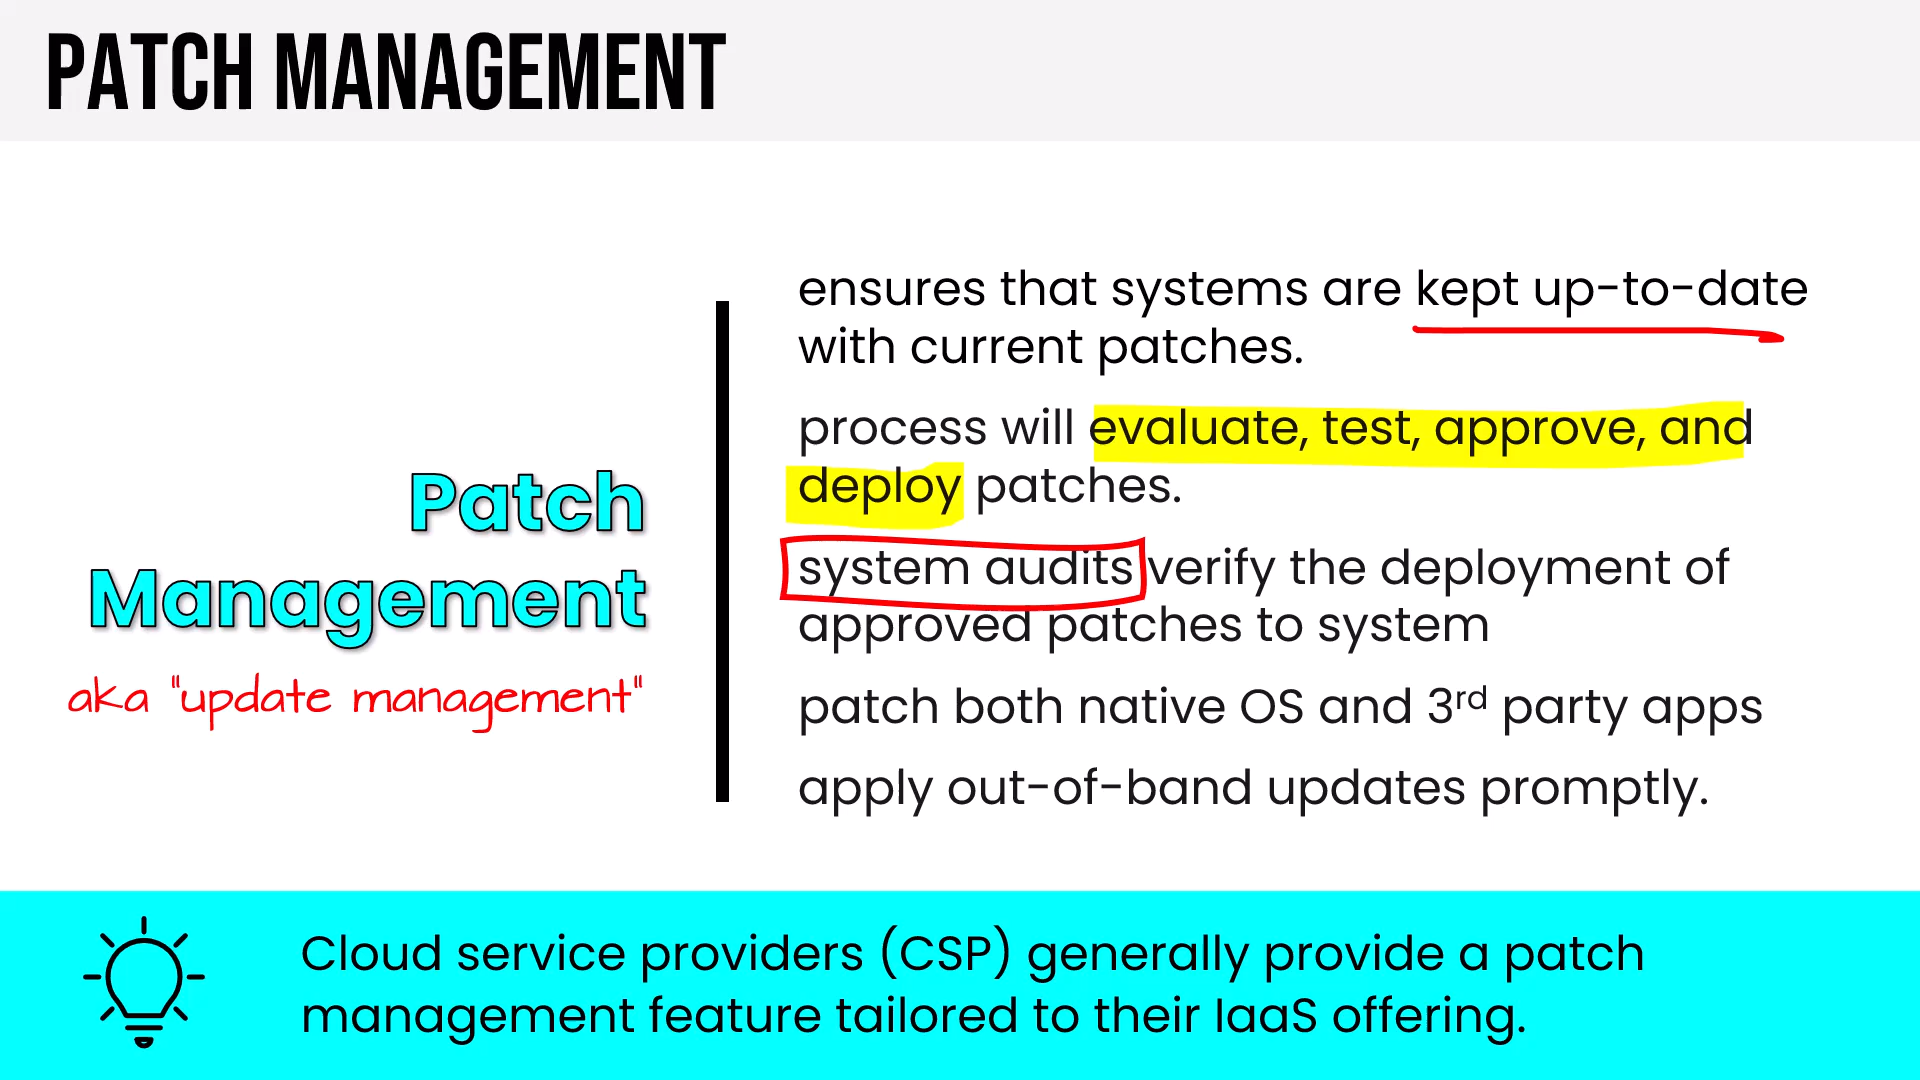 PATCH MANAGEMENT
Patch
Management
aka "update management"
ensures that systems are kept up-to-date
with current patches.
process will evaluate, test, approve, and
deploy patches.
system audits verify the deployment of
approved patches to system
patch both native OS and 3rd party apps
apply out-of-band updates promptly.
Cloud service providers (CSP) generally provide a patch
management feature tailored to their IaaS offering.